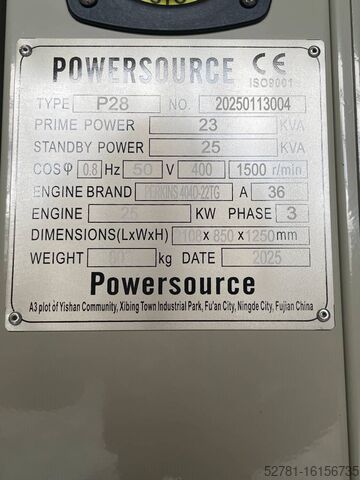 POWERSOURCE CE
ISO9001
TYPE P28 NO. 20250113004
PRIME POWER 23 KVA
STANDBY POWER 25 KVA
COSφ 0.8 Hz 50 V 400 1500 r/min
ENGINE BRAND PERKINS 404D-22TG A 36
ENGINE 25 KW PHASE 3
DIMENSIONS(LxWxH) x 850 x 1250 mm
WEIGHT kg DATE 2025
Powersource
A3 plot of Yishan Community, Xibing Town Industrial Park, Fu'an City, Ningde City, Fujian China
52781-16156735